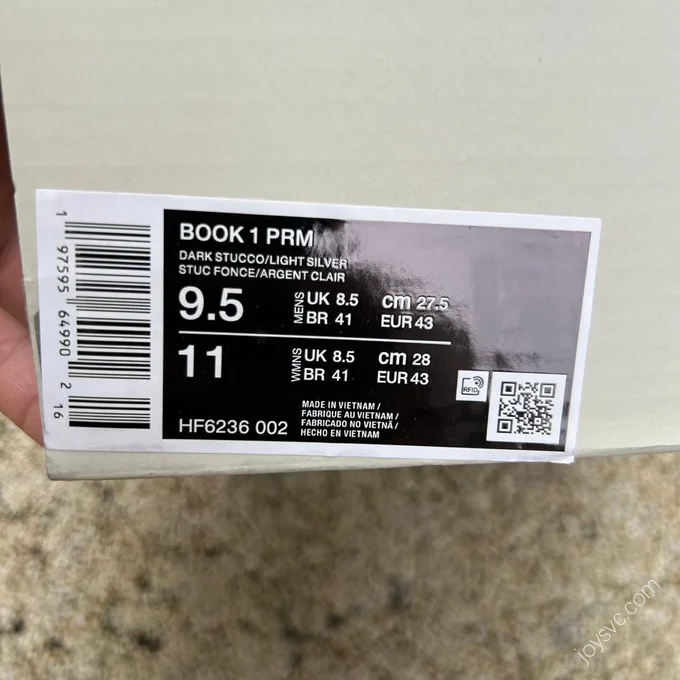 1 97595 64990 2 16
BOOK 1 PRM
DARK STUCCO/LIGHT SILVER
STUC FONCE/ARGENT CLAIR
9.5 MENS UK 8.5 cm 27.5
BR 41 EUR 43
11 WMNS UK 8.5 cm 28
BR 41 EUR 43
RFID
HF6236 002
MADE IN VIETNAM /
FABRIQUE AU VIETNAM /
FABRICADO NO VIETNÃ /
HECHO EN VIETNAM
joysvc.com